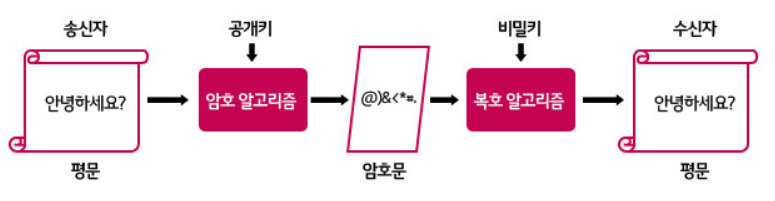 송신자
공개키
비밀키
수신자
안녕하세요?
암호 알고리즘
@)&<*#.
복호 알고리즘
안녕하세요?
평문
암호문
평문